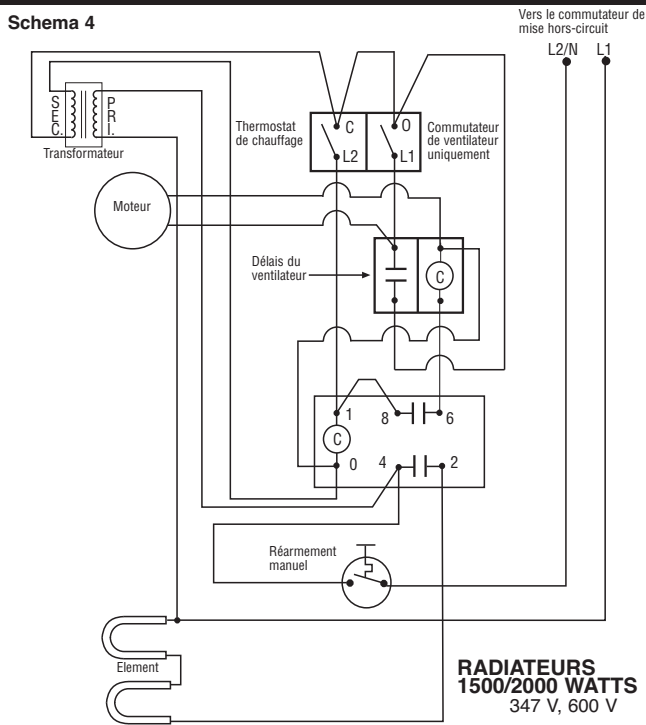 Schema 4
Vers le commutateur de
mise hors-circuit
L2/N L1
SEC. PRI.
Transformateur
Thermostat
de chauffage
C
L2
O
L1
Commutateur
de ventilateur
uniquement
Moteur
Délais du
ventilateur
C
1 8 6
C
0 4 2
Réarmement
manuel
Element
RADIATEURS
1500/2000 WATTS
347 V, 600 V